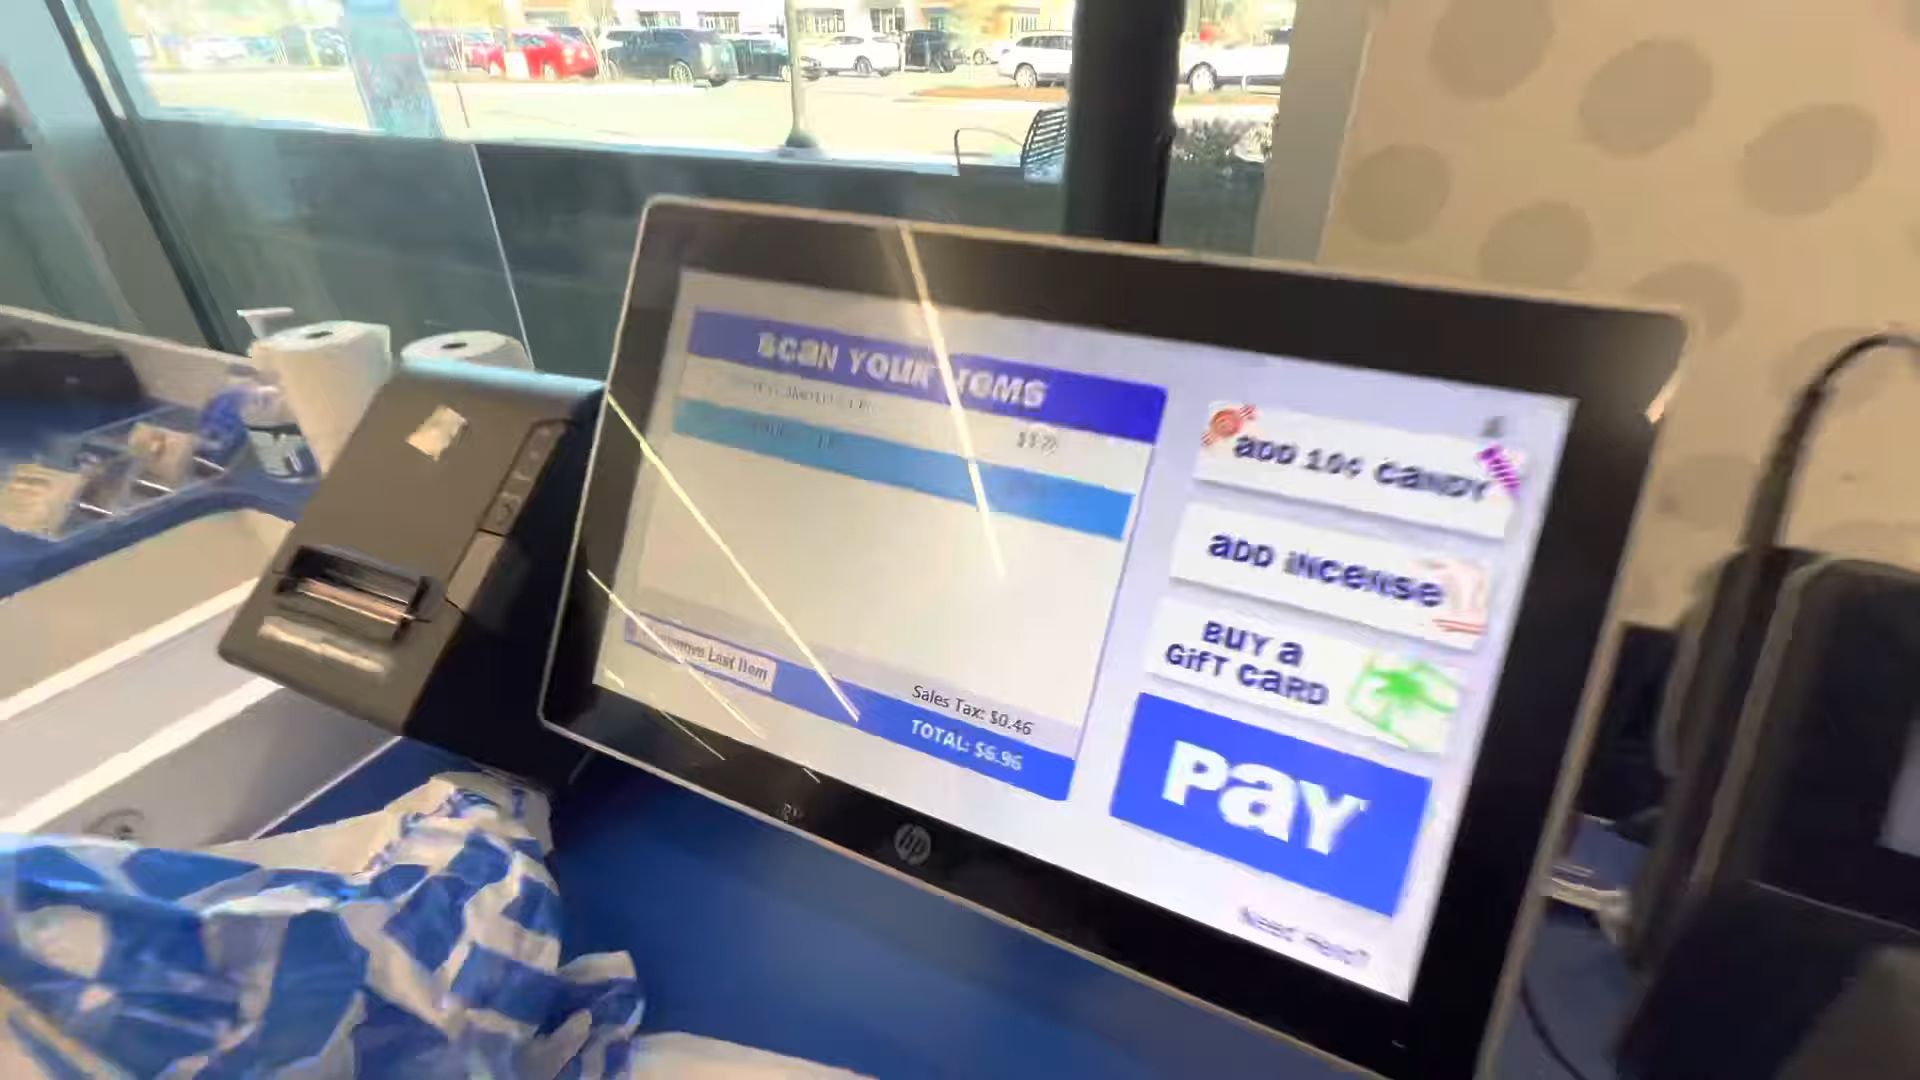 SCAN YOUR ITEMS
Remove Last Item
Sales Tax: $0.46
TOTAL: $6.96
aDD 10¢ CaNDY
aDD iNCeNSe
BUY a
GiFT CaRD
PaY
Need Help?
hp